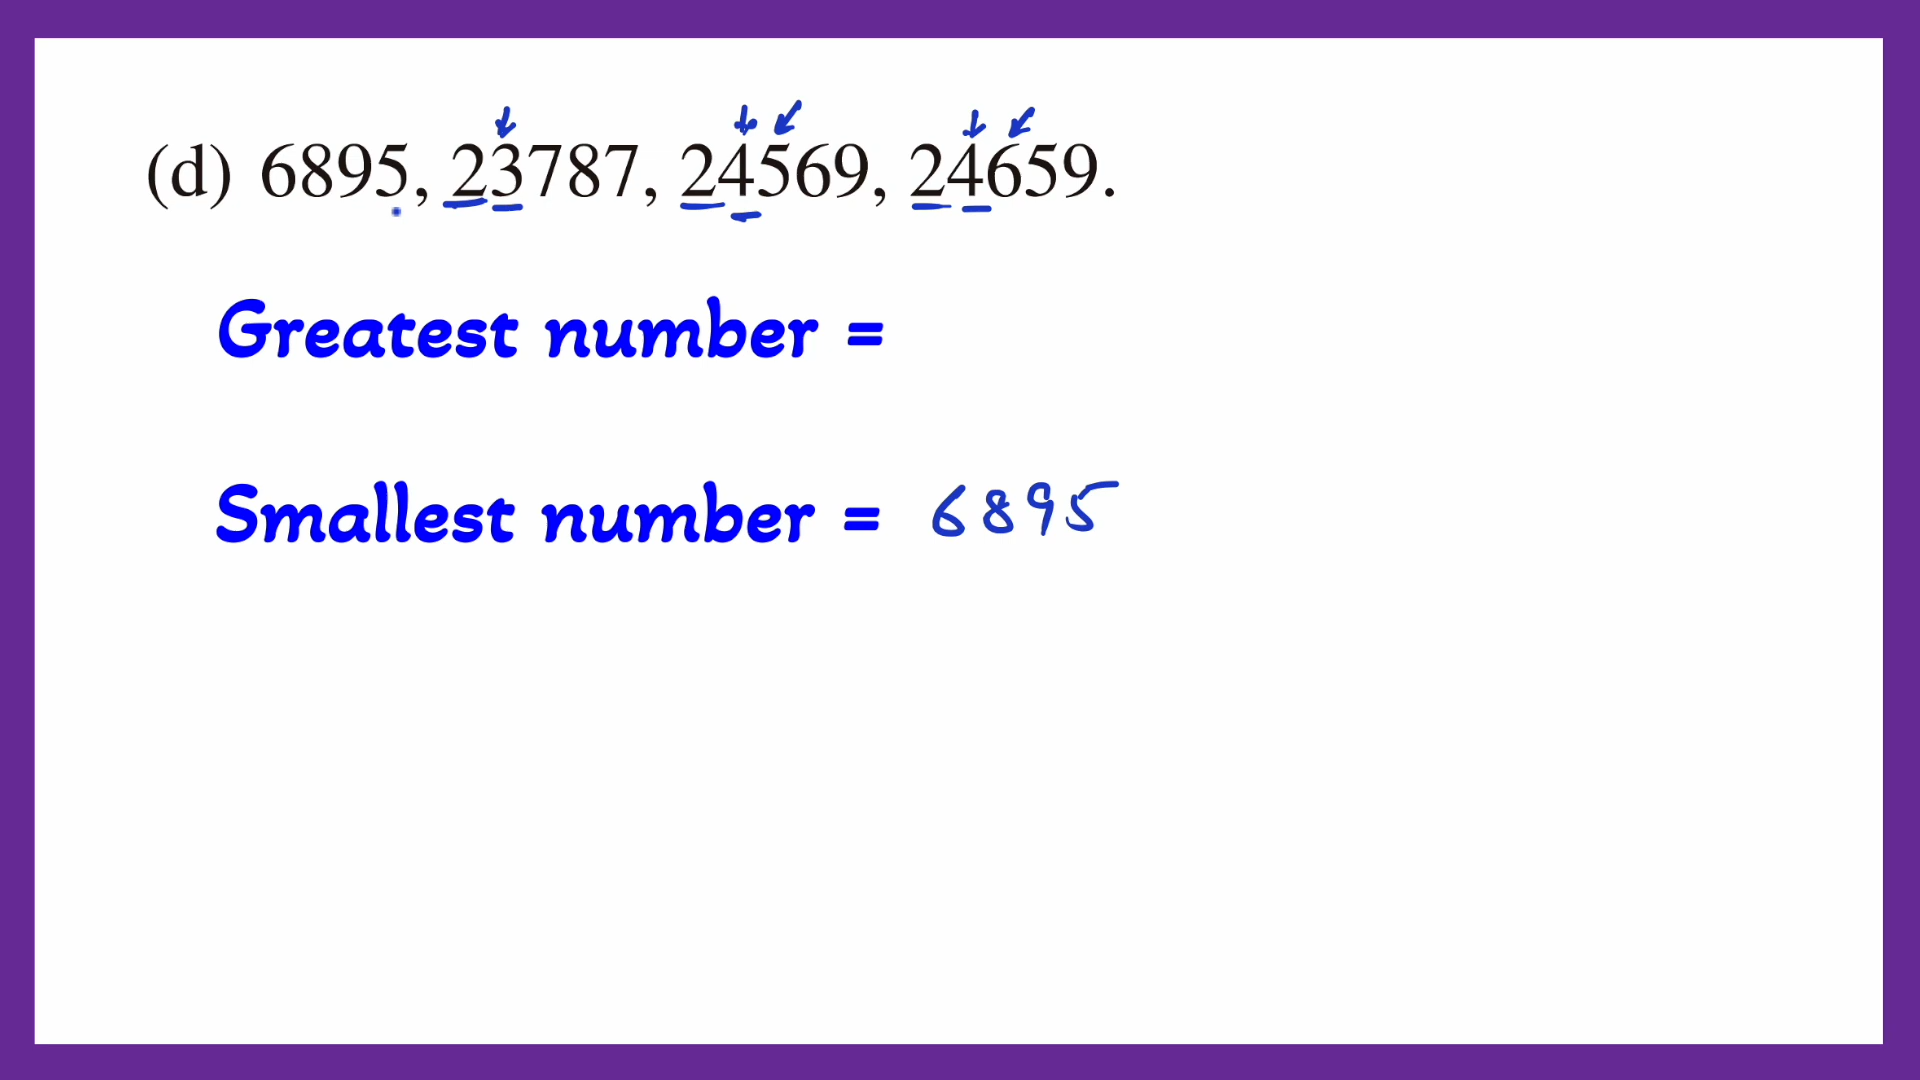 (d) 6895, 23787, 24569, 24659.
Greatest number =
Smallest number = 6895